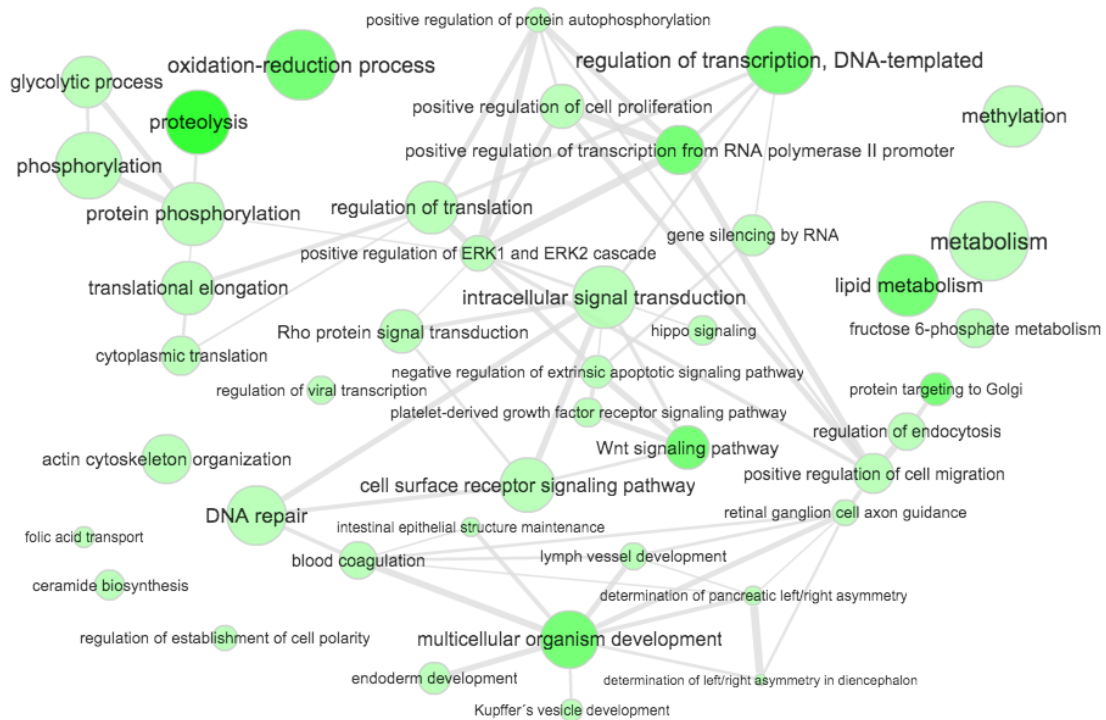 positive regulation of protein autophosphorylation
oxidation-reduction process
regulation of transcription, DNA-templated
glycolytic process
positive regulation of cell proliferation
methylation
proteolysis
positive regulation of transcription from RNA polymerase II promoter
phosphorylation
regulation of translation
protein phosphorylation
gene silencing by RNA
metabolism
positive regulation of ERK1 and ERK2 cascade
lipid metabolism
translational elongation
intracellular signal transduction
Rho protein signal transduction
hippo signaling
fructose 6-phosphate metabolism
cytoplasmic translation
negative regulation of extrinsic apoptotic signaling pathway
regulation of viral transcription
protein targeting to Golgi
platelet-derived growth factor receptor signaling pathway
regulation of endocytosis
Wnt signaling pathway
actin cytoskeleton organization
positive regulation of cell migration
cell surface receptor signaling pathway
DNA repair
retinal ganglion cell axon guidance
intestinal epithelial structure maintenance
folic acid transport
lymph vessel development
blood coagulation
ceramide biosynthesis
determination of pancreatic left/right asymmetry
regulation of establishment of cell polarity
multicellular organism development
endoderm development
determination of left/right asymmetry in diencephalon
Kupffer´s vesicle development